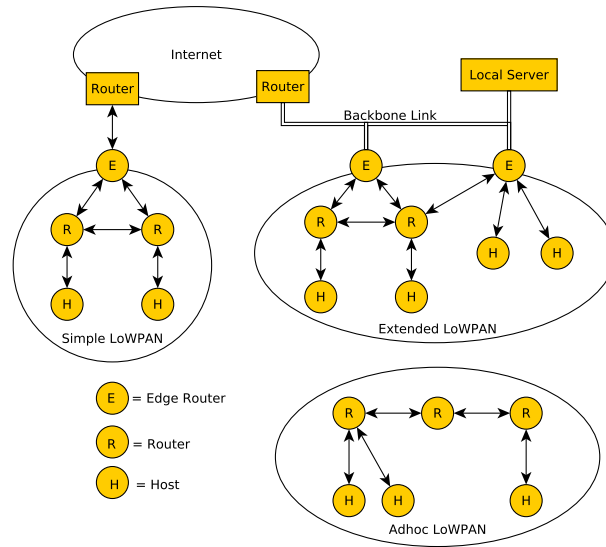 Internet
Router
Router
Local Server
Backbone Link
E
E
E
R
R
R
R
H
H
H
H
H
H
Simple LoWPAN
Extended LoWPAN
E = Edge Router
R = Router
H = Host
R
R
R
H
H
H
Adhoc LoWPAN